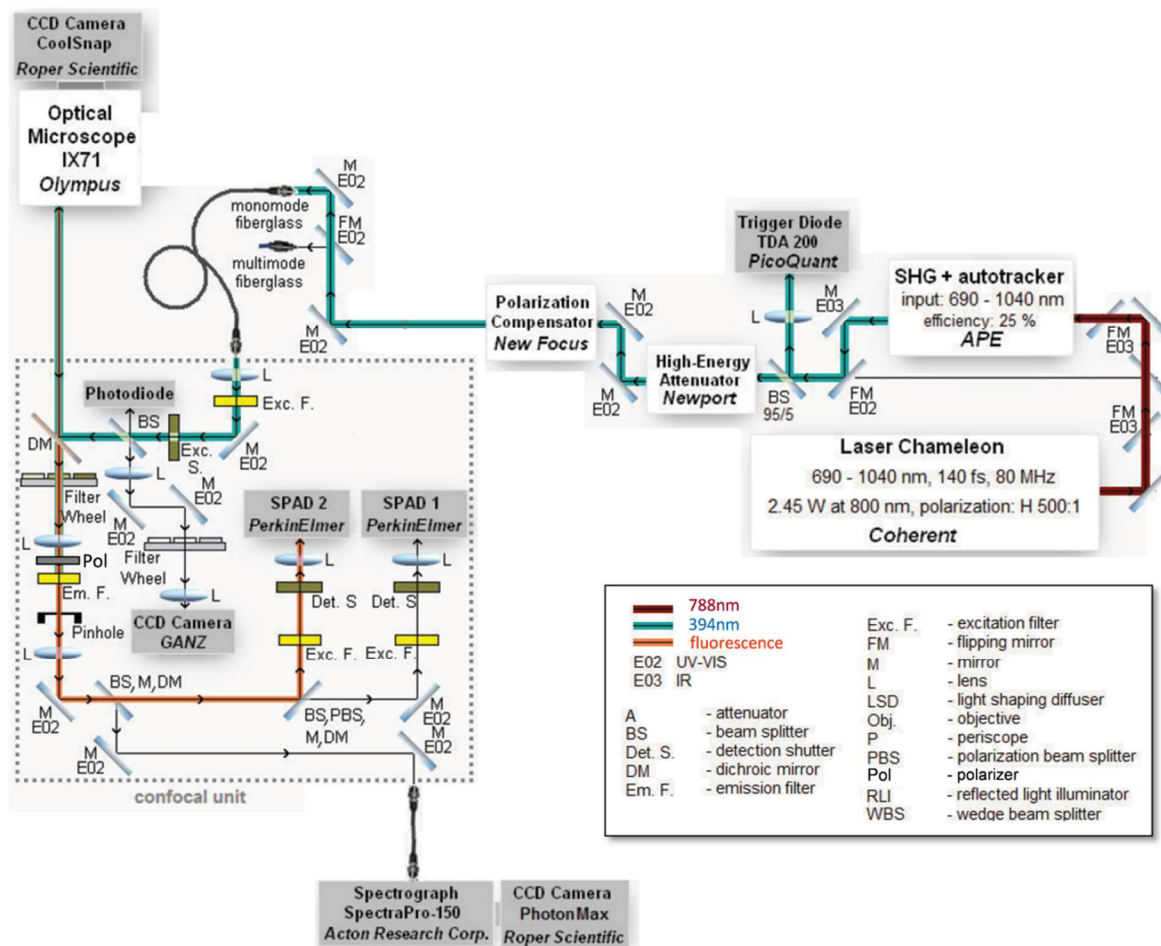 CCD Camera
CoolSnap
Roper Scientific
Optical
Microscope
IX71
Olympus
monomode
fiberglass
multimode
fiberglass
M
E02
FM
E02
M
E02
Polarization
Compensator
New Focus
M
E02
M
E02
High-Energy
Attenuator
Newport
Trigger Diode
TDA 200
PicoQuant
L
M
E03
BS
95/5
FM
E02
SHG + autotracker
input: 690 - 1040 nm
efficiency: 25 %
APE
FM
E03
FM
E03
Laser Chameleon
690 - 1040 nm, 140 fs, 80 MHz
2.45 W at 800 nm, polarization: H 500:1
Coherent
L
Exc. F.
Photodiode
BS
Exc.
S.
M
E02
DM
L
Filter
Wheel
M
E02
M
E02
Filter
Wheel
L
Pol
Em. F.
L
CCD Camera
GANZ
Pinhole
L
SPAD 2
PerkinElmer
SPAD 1
PerkinElmer
L
L
Det. S
Det. S
Exc. F.
Exc. F.
M
E02
BS, M, DM
BS, PBS,
M, DM
M
E02
M
E02
M
E02
confocal unit
Spectrograph
SpectraPro-150
Acton Research Corp.
CCD Camera
PhotonMax
Roper Scientific
788nm
394nm
fluorescence
E02 UV-VIS
E03 IR
A - attenuator
BS - beam splitter
Det. S. - detection shutter
DM - dichroic mirror
Em. F. - emission filter
Exc. F. - excitation filter
FM - flipping mirror
M - mirror
L - lens
LSD - light shaping diffuser
Obj. - objective
P - periscope
PBS - polarization beam splitter
Pol - polarizer
RLI - reflected light illuminator
WBS - wedge beam splitter